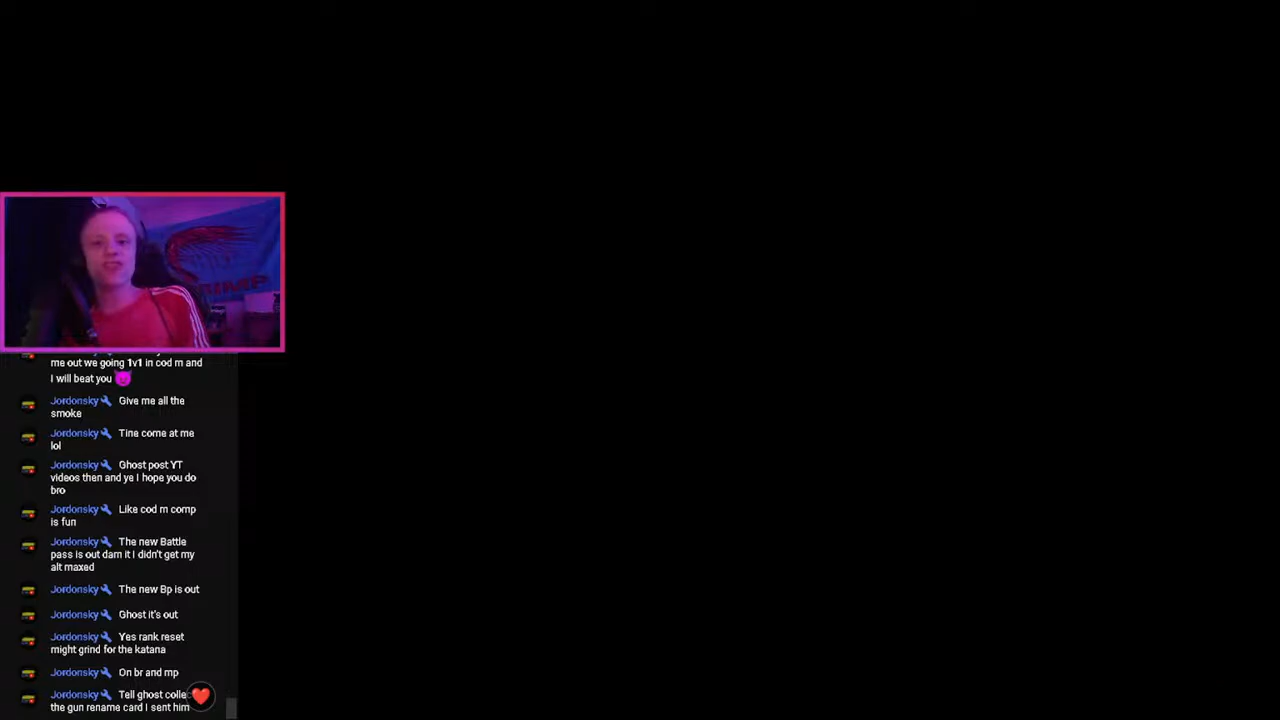 me out we going 1v1 in cod m and
I will beat you 😈
Jordonsky🔧 Give me all the
smoke
Jordonsky🔧 Tine come at me
lol
Jordonsky🔧 Ghost post YT
videos then and ye I hope you do
bro
Jordonsky🔧 Like cod m comp
is fun
Jordonsky🔧 The new Battle
pass is out darn it I didn't get my
alt maxed
Jordonsky🔧 The new Bp is out
Jordonsky🔧 Ghost it's out
Jordonsky🔧 Yes rank reset
might grind for the katana
Jordonsky🔧 On br and mp
Jordonsky🔧 Tell ghost collec
the gun rename card I sent him